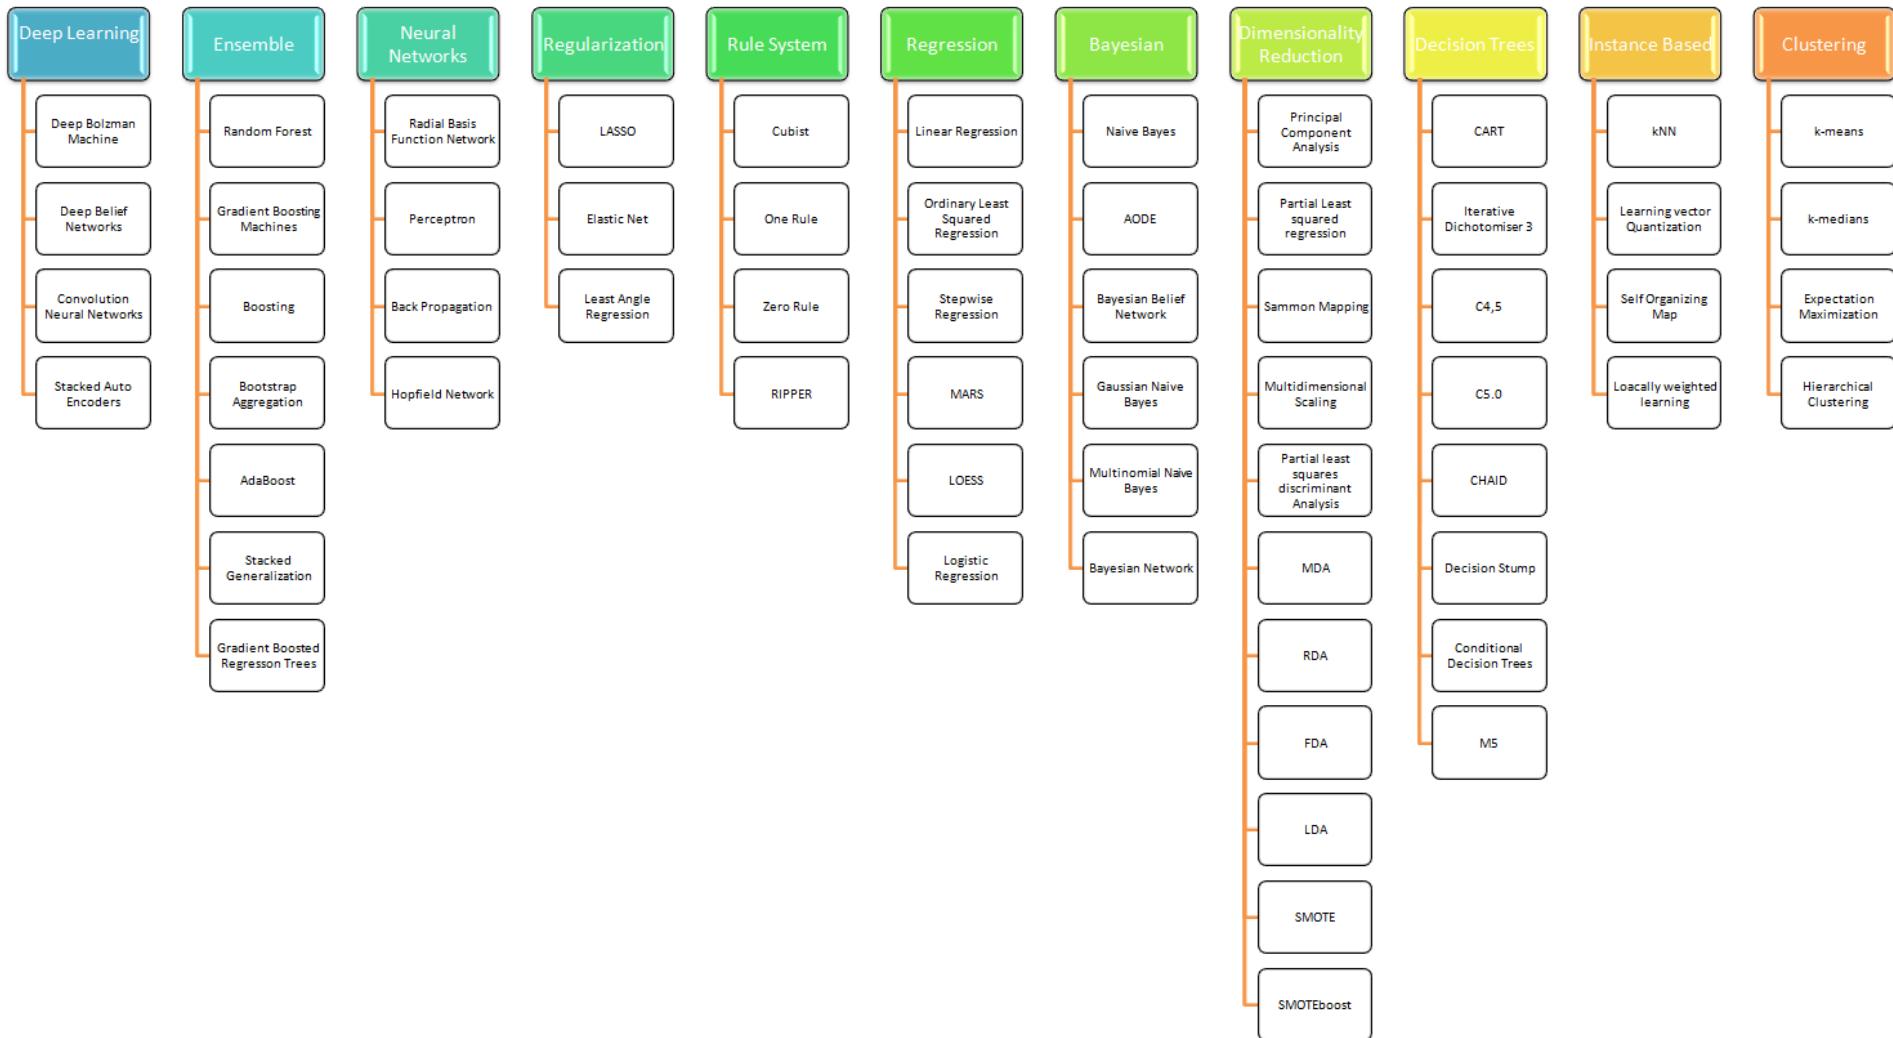 Deep Learning
Deep Bolzman
Machine
Deep Belief
Networks
Convolution
Neural Networks
Stacked Auto
Encoders
Ensemble
Random Forest
Gradient Boosting
Machines
Boosting
Bootstrap
Aggregation
AdaBoost
Stacked
Generalization
Gradient Boosted
Regresson Trees
Neural
Networks
Radial Basis
Function Network
Perceptron
Back Propagation
Hopfield Network
Regularization
LASSO
Elastic Net
Least Angle
Regression
Rule System
Cubist
One Rule
Zero Rule
RIPPER
Regression
Linear Regression
Ordinary Least
Squared
Regression
Stepwise
Regression
MARS
LOESS
Logistic
Regression
Bayesian
Naive Bayes
AODE
Bayesian Belief
Network
Gaussian Naive
Bayes
Multinomial Naive
Bayes
Bayesian Network
Dimensionality
Reduction
Principal
Component
Analysis
Partial Least
squared
regression
Sammon Mapping
Multidimensional
Scaling
Partial least
squares
discriminant
Analysis
MDA
RDA
FDA
LDA
SMOTE
SMOTEboost
Decision Trees
CART
Iterative
Dichotomiser 3
C4,5
C5.0
CHAID
Decision Stump
Conditional
Decision Trees
M5
Instance Based
kNN
Learning vector
Quantization
Self Organizing
Map
Loacally weighted
learning
Clustering
k-means
k-medians
Expectation
Maximization
Hierarchical
Clustering